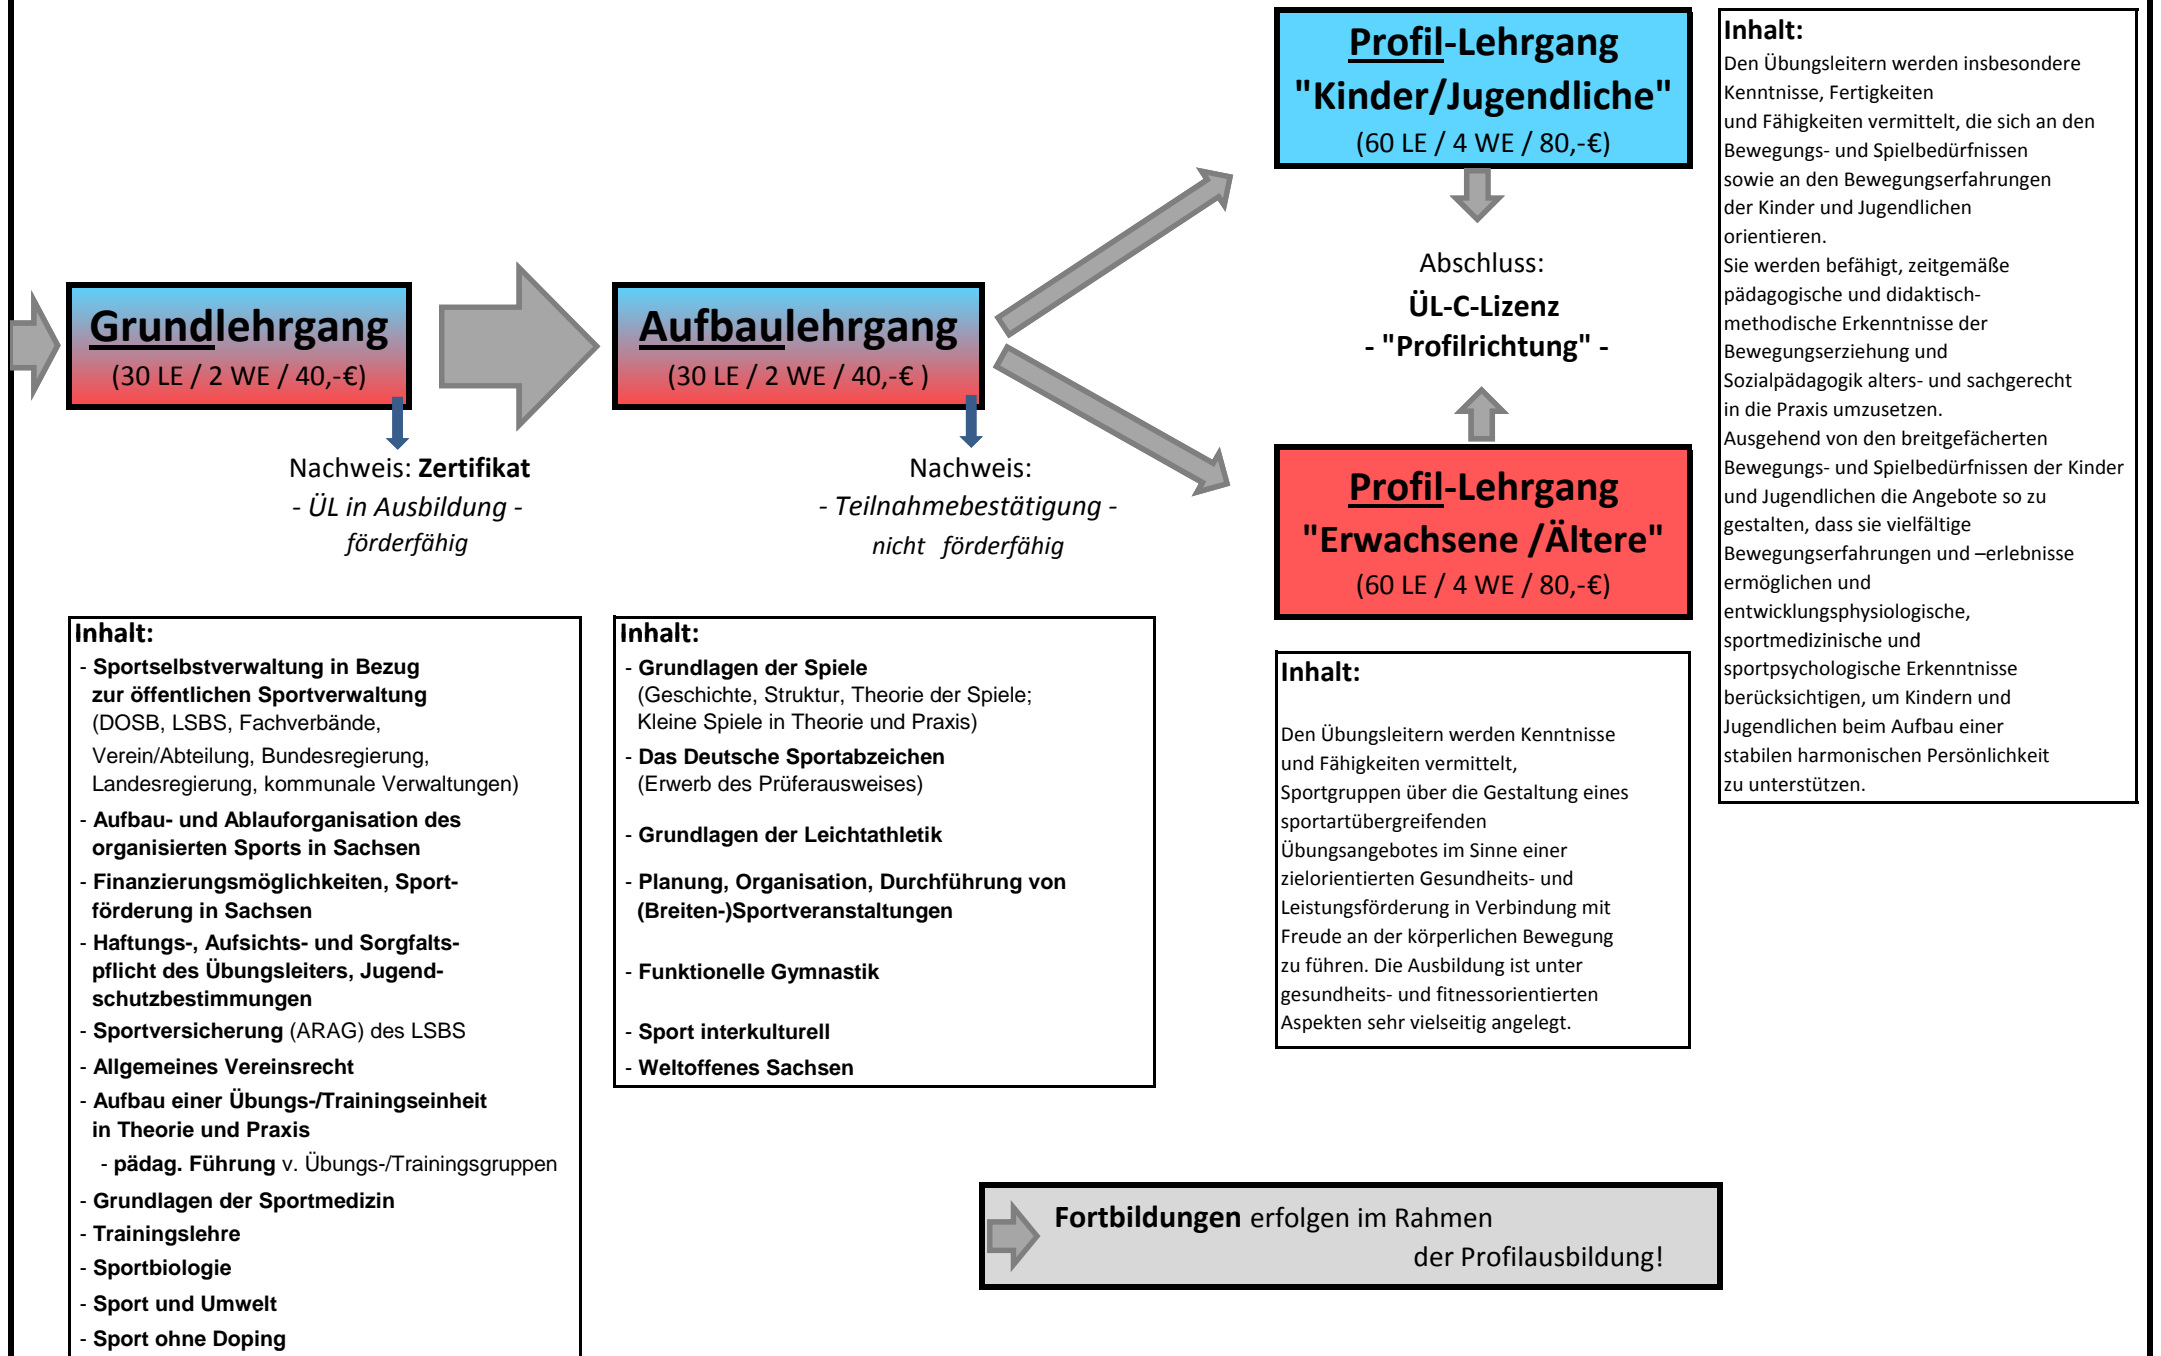 Grundlehrgang
(30 LE / 2 WE / 40,-€)
Nachweis: Zertifikat
- ÜL in Ausbildung -
förderfähig
Inhalt:
- Sportselbstverwaltung in Bezug
zur öffentlichen Sportverwaltung
(DOSB, LSBS, Fachverbände,
Verein/Abteilung, Bundesregierung,
Landesregierung, kommunale Verwaltungen)
- Aufbau- und Ablauforganisation des
organisierten Sports in Sachsen
- Finanzierungsmöglichkeiten, Sport-
förderung in Sachsen
- Haftungs-, Aufsichts- und Sorgfalts-
pflicht des Übungsleiters, Jugend-
schutzbestimmungen
- Sportversicherung (ARAG) des LSBS
- Allgemeines Vereinsrecht
- Aufbau einer Übungs-/Trainingseinheit
in Theorie und Praxis
- pädag. Führung v. Übungs-/Trainingsgruppen
- Grundlagen der Sportmedizin
- Trainingslehre
- Sportbiologie
- Sport und Umwelt
- Sport ohne Doping
Aufbaulehrgang
(30 LE / 2 WE / 40,-€ )
Nachweis:
- Teilnahmebestätigung -
nicht förderfähig
Inhalt:
- Grundlagen der Spiele
(Geschichte, Struktur, Theorie der Spiele;
Kleine Spiele in Theorie und Praxis)
- Das Deutsche Sportabzeichen
(Erwerb des Prüferausweises)
- Grundlagen der Leichtathletik
- Planung, Organisation, Durchführung von
(Breiten-)Sportveranstaltungen
- Funktionelle Gymnastik
- Sport interkulturell
- Weltoffenes Sachsen
Profil-Lehrgang
"Kinder/Jugendliche"
(60 LE / 4 WE / 80,-€)
Abschluss:
ÜL-C-Lizenz
- "Profilrichtung" -
Profil-Lehrgang
"Erwachsene /Ältere"
(60 LE / 4 WE / 80,-€)
Inhalt:
Den Übungsleitern werden Kenntnisse
und Fähigkeiten vermittelt,
Sportgruppen über die Gestaltung eines
sportartübergreifenden
Übungsangebotes im Sinne einer
zielorientierten Gesundheits- und
Leistungsförderung in Verbindung mit
Freude an der körperlichen Bewegung
zu führen. Die Ausbildung ist unter
gesundheits- und fitnessorientierten
Aspekten sehr vielseitig angelegt.
Inhalt:
Den Übungsleitern werden insbesondere
Kenntnisse, Fertigkeiten
und Fähigkeiten vermittelt, die sich an den
Bewegungs- und Spielbedürfnissen
sowie an den Bewegungserfahrungen
der Kinder und Jugendlichen
orientieren.
Sie werden befähigt, zeitgemäße
pädagogische und didaktisch-
methodische Erkenntnisse der
Bewegungserziehung und
Sozialpädagogik alters- und sachgerecht
in die Praxis umzusetzen.
Ausgehend von den breitgefächerten
Bewegungs- und Spielbedürfnissen der Kinder
und Jugendlichen die Angebote so zu
gestalten, dass sie vielfältige
Bewegungserfahrungen und –erlebnisse
ermöglichen und
entwicklungsphysiologische,
sportmedizinische und
sportpsychologische Erkenntnisse
berücksichtigen, um Kindern und
Jugendlichen beim Aufbau einer
stabilen harmonischen Persönlichkeit
zu unterstützen.
Fortbildungen erfolgen im Rahmen
der Profilausbildung!